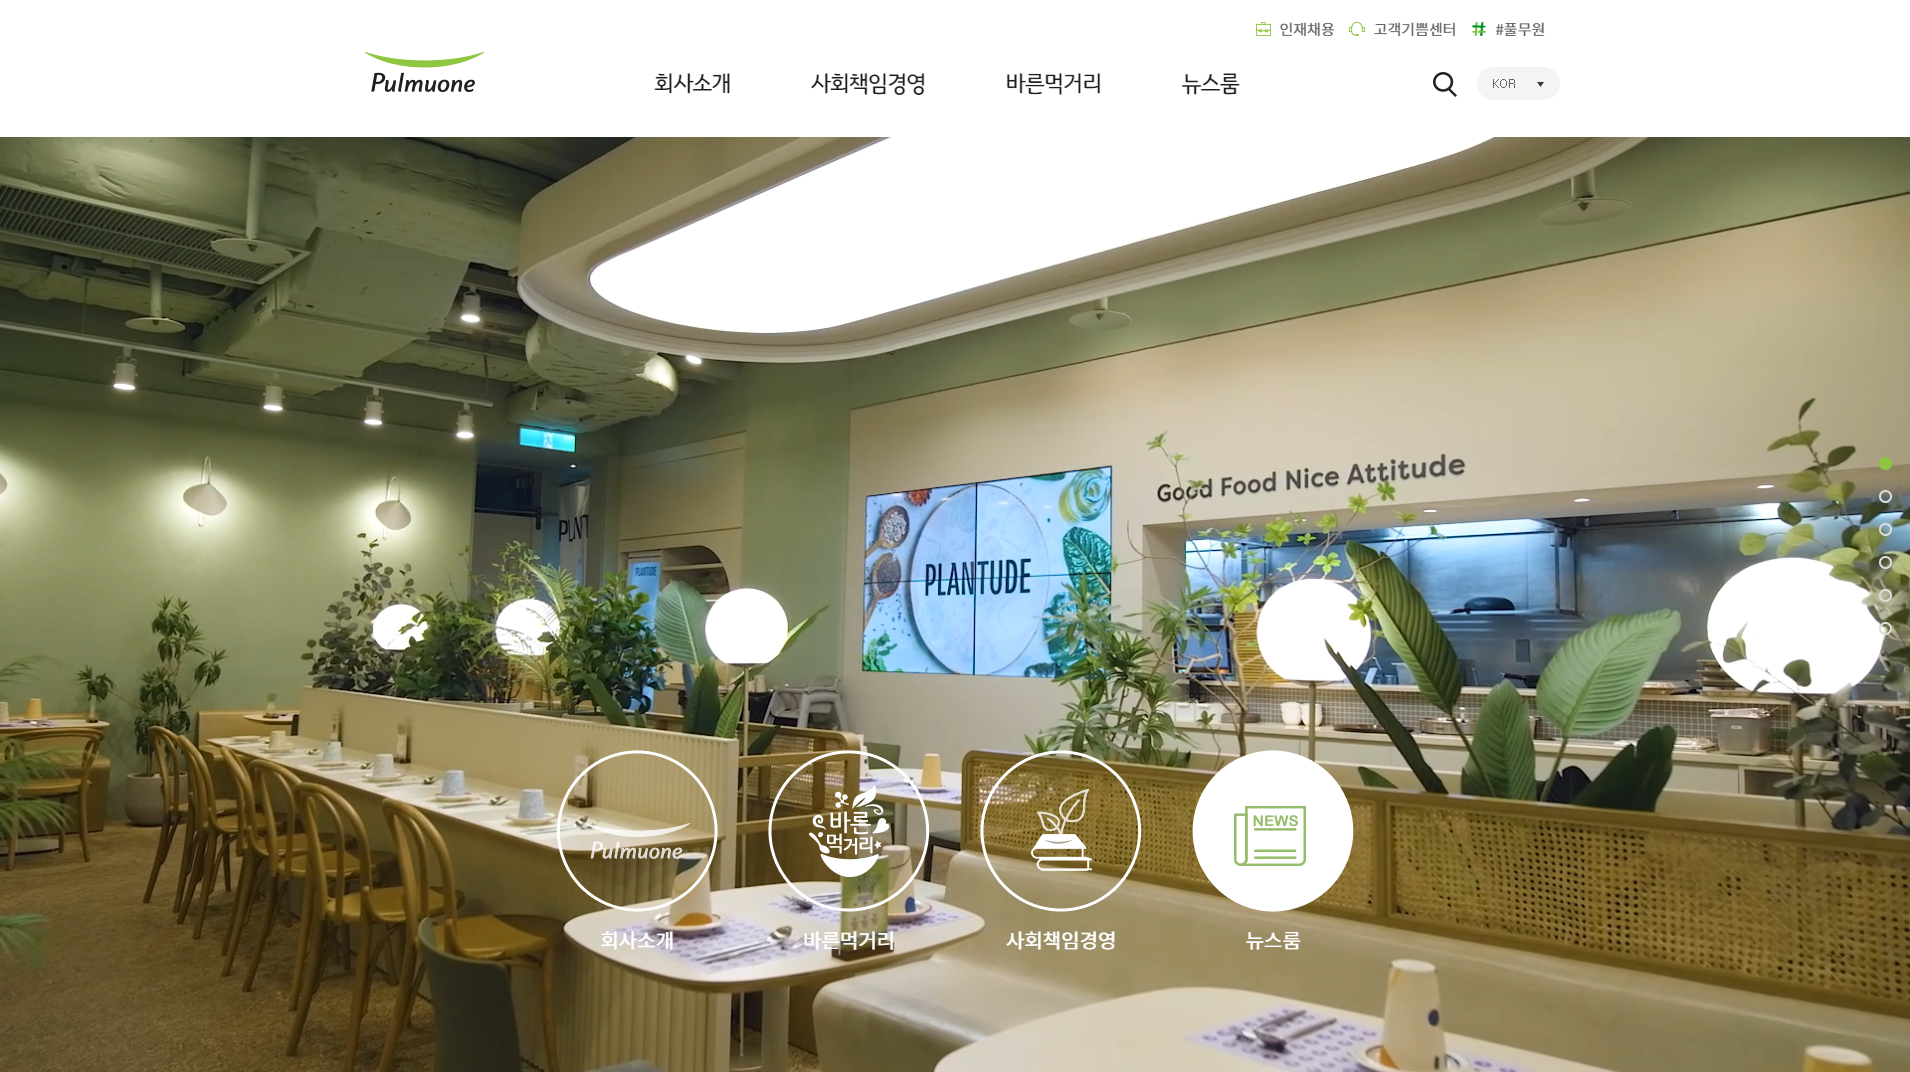 인재채용 고객기쁨센터 #풀무원
Pulmuone
회사소개 사회책임경영 바른먹거리 뉴스룸
KOR
Good Food Nice Attitude
PLANTUDE
PLANTUDE
Pulmuone
바른
먹거리
NEWS
회사소개 바른먹거리 사회책임경영 뉴스룸